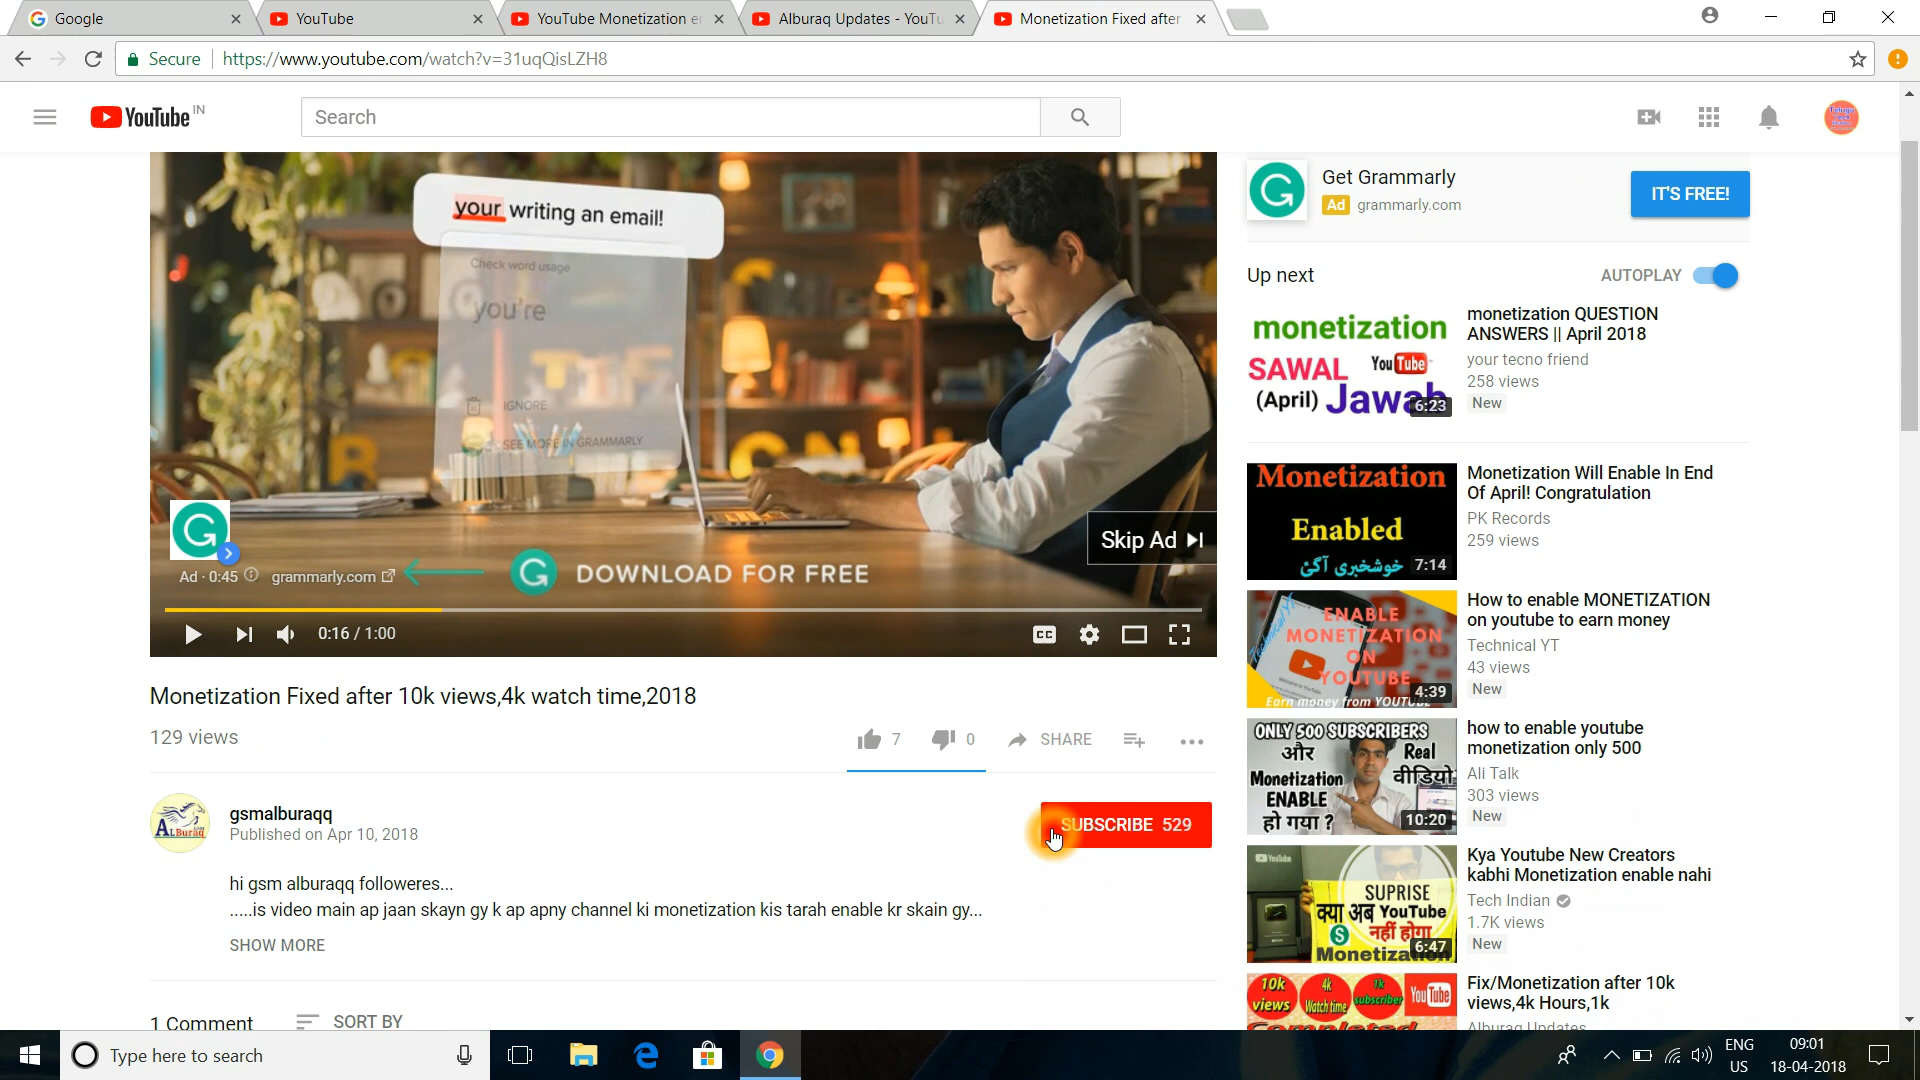 Google
YouTube
YouTube Monetization e
Alburaq Updates - YouTu
Monetization Fixed after
Secure
https://www.youtube.com/watch?v=31uqQisLZH8
YouTube IN
Search
your writing an email!
Check word usage
you're
IGNORE
SEE MORE IN GRAMMARLY
Skip Ad
Ad · 0:45
grammarly.com
DOWNLOAD FOR FREE
0:16 / 1:00
CC
Monetization Fixed after 10k views,4k watch time,2018
129 views
7
0
SHARE
ALBuraq
gsmalburaqq
Published on Apr 10, 2018
SUBSCRIBE 529
hi gsm alburaqq followeres...
.....is video main ap jaan skayn gy k ap apny channel ki monetization kis tarah enable kr skain gy...
SHOW MORE
1 Comment
SORT BY
Get Grammarly
Ad grammarly.com
IT'S FREE!
Up next
AUTOPLAY
monetization
SAWAL YouTube
(April) Jawab
6:23
monetization QUESTION
ANSWERS || April 2018
your tecno friend
258 views
New
Monetization
Enabled
خوشخبری آگئ
7:14
Monetization Will Enable In End
Of April! Congratulation
PK Records
259 views
Technical YT
ENABLE
MONETIZATION
ON
YOUTUBE
Earn money from YOUTUBE
4:39
How to enable MONETIZATION
on youtube to earn money
Technical YT
43 views
New
ONLY 500 SUBSCRIBERS
और Real
Monetization वीडियो
ENABLE
हो गया ?
10:20
how to enable youtube
monetization only 500
Ali Talk
303 views
New
YouTube
SUPRISE
क्या अब YouTube
नहीं होगा
Monetization
6:47
Kya Youtube New Creators
kabhi Monetization enable nahi
Tech Indian
1.7K views
New
10k
views
4k
Watch time
1k
subscriber
YouTube
Completed
Fix/Monetization after 10k
views,4k Hours,1k
Alburaq Updates
Type here to search
ENG
US
09:01
18-04-2018